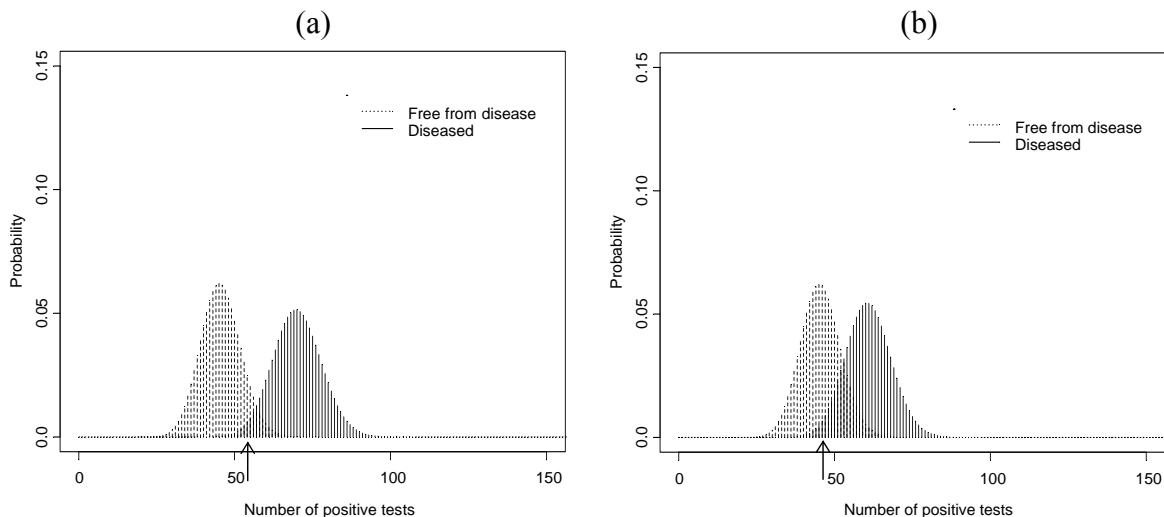 (a)
0.15
0.10
0.05
0.0
Probability
Free from disease
Diseased
0 50 100 150
Number of positive tests
(b)
0.15
0.10
0.05
0.0
Probability
Free from disease
Diseased
0 50 100 150
Number of positive tests